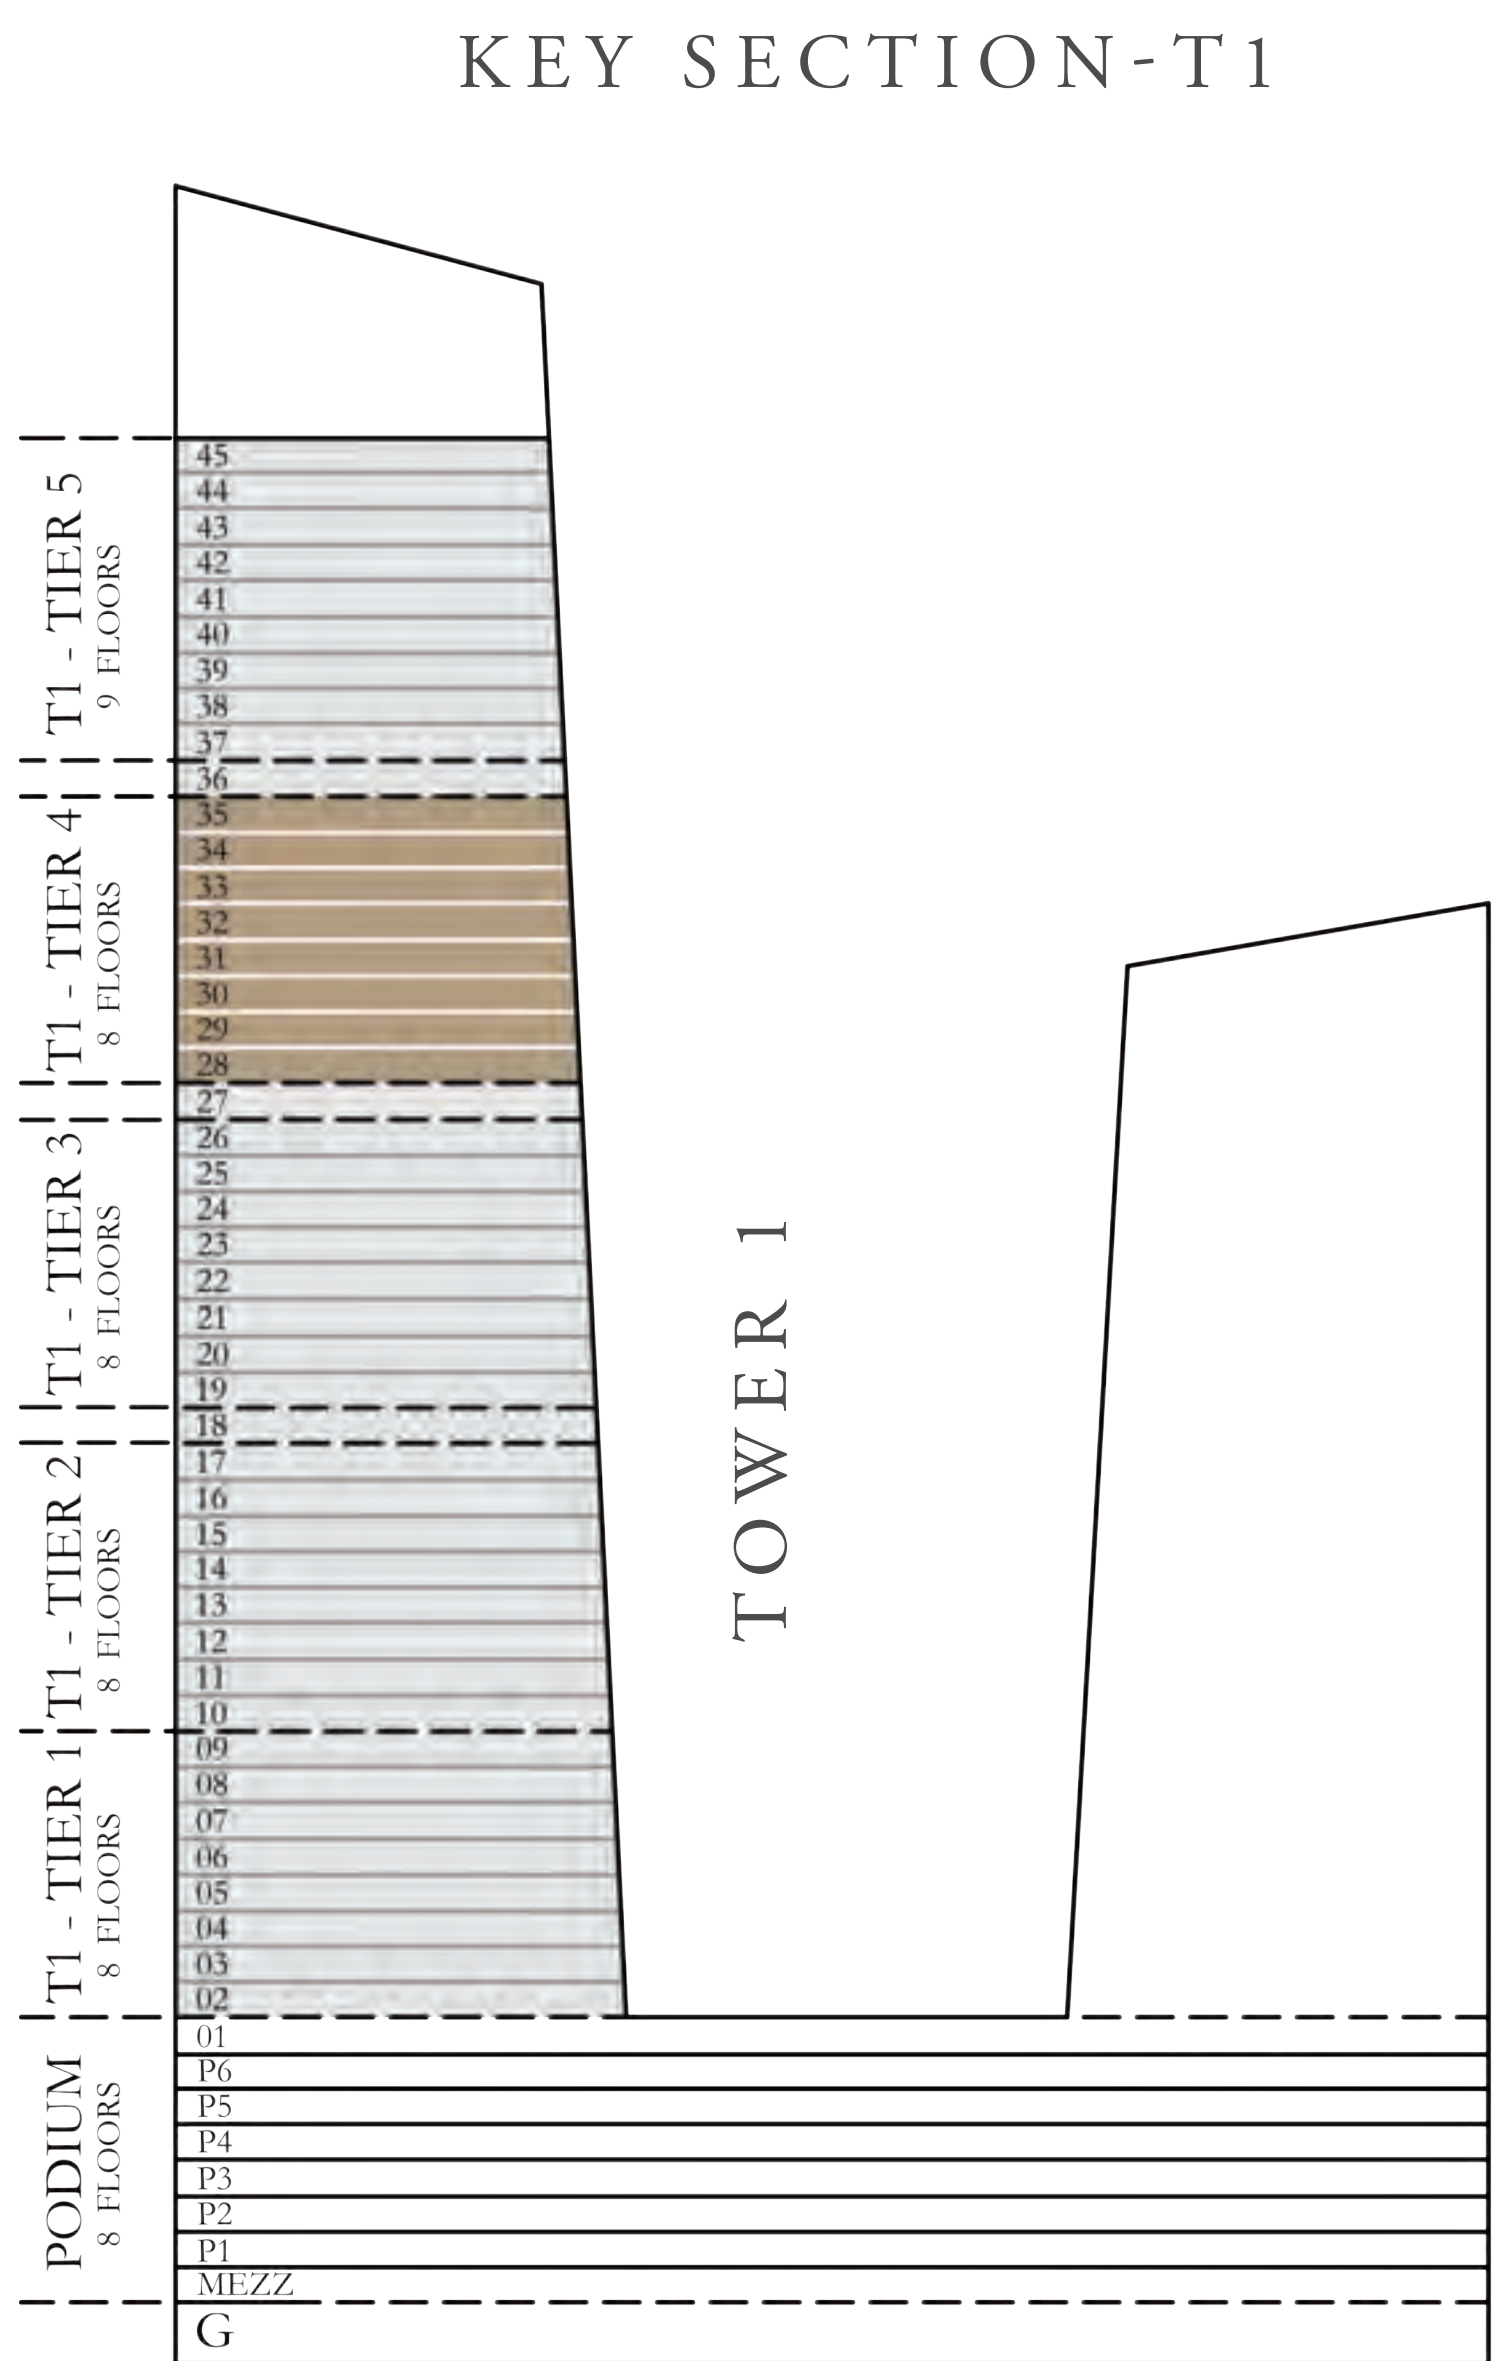 KEY SECTION-T1
T1 - TIER 5
9 FLOORS
T1 - TIER 4
8 FLOORS
T1 - TIER 3
8 FLOORS
T1 - TIER 2
8 FLOORS
T1 - TIER 1
8 FLOORS
PODIUM
8 FLOORS
45
44
43
42
41
40
39
38
37
36
35
34
33
32
31
30
29
28
27
26
25
24
23
22
21
20
19
18
17
16
15
14
13
12
11
10
09
08
07
06
05
04
03
02
01
P6
P5
P4
P3
P2
P1
MEZZ
G
TOWER 1